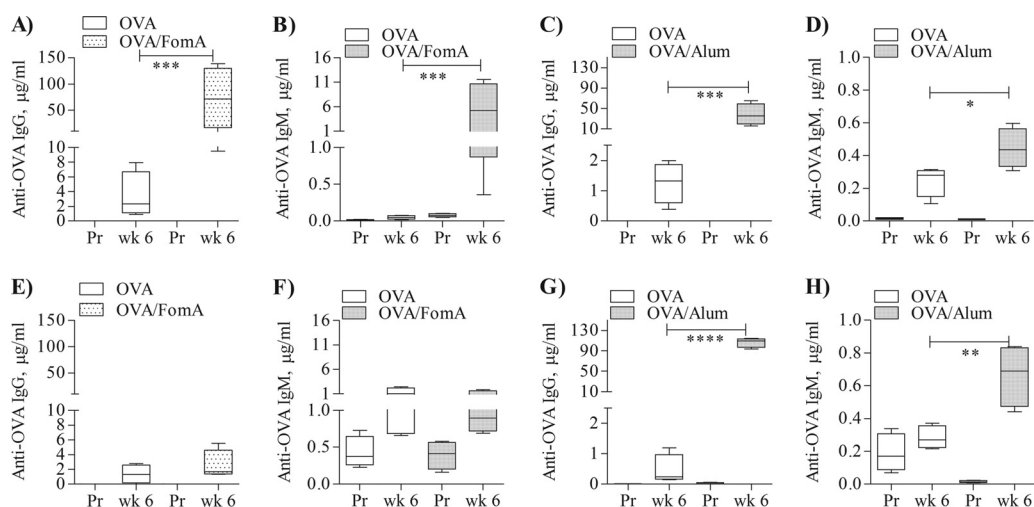 A)
OVA
OVA/FomA
Anti-OVA IgG, µg/ml
150
100
50
8
6
4
2
0
***
Pr wk 6 Pr wk 6
B)
OVA
OVA/FomA
Anti-OVA IgM, µg/ml
16
11
6
1
0.5
0.0
***
Pr wk 6 Pr wk 6
C)
OVA
OVA/Alum
Anti-OVA IgG, µg/ml
130
90
50
10
2
1
0
***
Pr wk 6 Pr wk 6
D)
OVA
OVA/Alum
Anti-OVA IgM, µg/ml
1.0
0.8
0.6
0.4
0.2
0.0
*
Pr wk 6 Pr wk 6
E)
OVA
OVA/FomA
Anti-OVA IgG, µg/ml
150
100
50
10
8
6
4
2
0
Pr wk 6 Pr wk 6
F)
OVA
OVA/FomA
Anti-OVA IgM, µg/ml
16
11
6
1
1.0
0.5
0.0
Pr wk 6 Pr wk 6
G)
OVA
OVA/Alum
Anti-OVA IgG, µg/ml
130
90
50
10
2
1
0
****
Pr wk 6 Pr wk 6
H)
OVA
OVA/Alum
Anti-OVA IgM, µg/ml
1.0
0.8
0.6
0.4
0.2
0.0
**
Pr wk 6 Pr wk 6